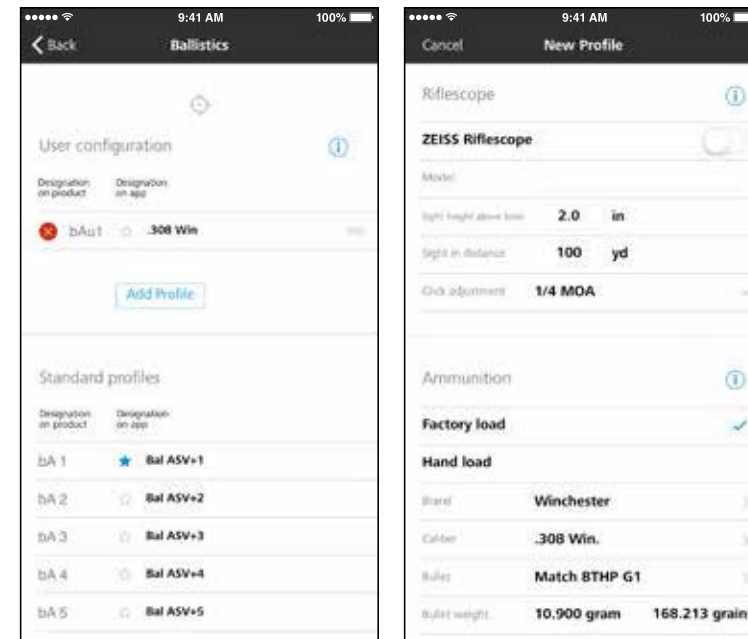 9:41 AM 100%
Back Ballistics
User configuration
Designation on product
Designation on app
bAu1 .308 Win
Add Profile
Standard profiles
Designation on product
Designation on app
bA 1 Bal ASV+1
bA 2 Bal ASV+2
bA 3 Bal ASV+3
bA 4 Bal ASV+4
bA 5 Bal ASV+5
9:41 AM 100%
Cancel New Profile
Riflescope
ZEISS Riflescope
Model
Sight height above bore 2.0 in
Sight in distance 100 yd
Click adjustment 1/4 MOA
Ammunition
Factory load
Hand load
Brand Winchester
Caliber .308 Win.
Bullet Match BTHP G1
Bullet weight 10.900 gram 168.213 grain